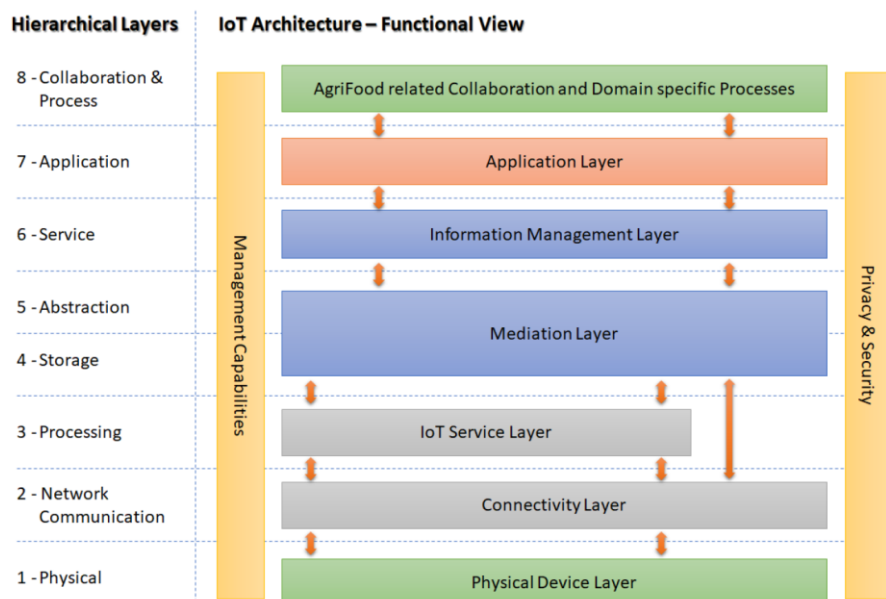 Hierarchical Layers
IoT Architecture – Functional View
8 - Collaboration &
Process
AgriFood related Collaboration and Domain specific Processes
7 - Application
Application Layer
6 - Service
Information Management Layer
5 - Abstraction
Mediation Layer
4 - Storage
3 - Processing
IoT Service Layer
2 - Network
Communication
Connectivity Layer
1 - Physical
Physical Device Layer
Management Capabilities
Privacy & Security